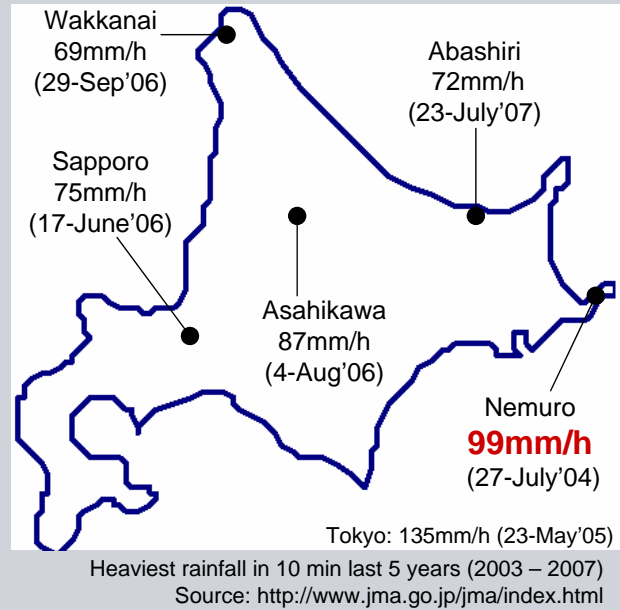 Wakkanai
69mm/h
(29-Sep'06)
Abashiri
72mm/h
(23-July'07)
Sapporo
75mm/h
(17-June'06)
Asahikawa
87mm/h
(4-Aug'06)
Nemuro
99mm/h
(27-July'04)
Tokyo: 135mm/h (23-May'05)
Heaviest rainfall in 10 min last 5 years (2003 – 2007)
Source: http://www.jma.go.jp/jma/index.html